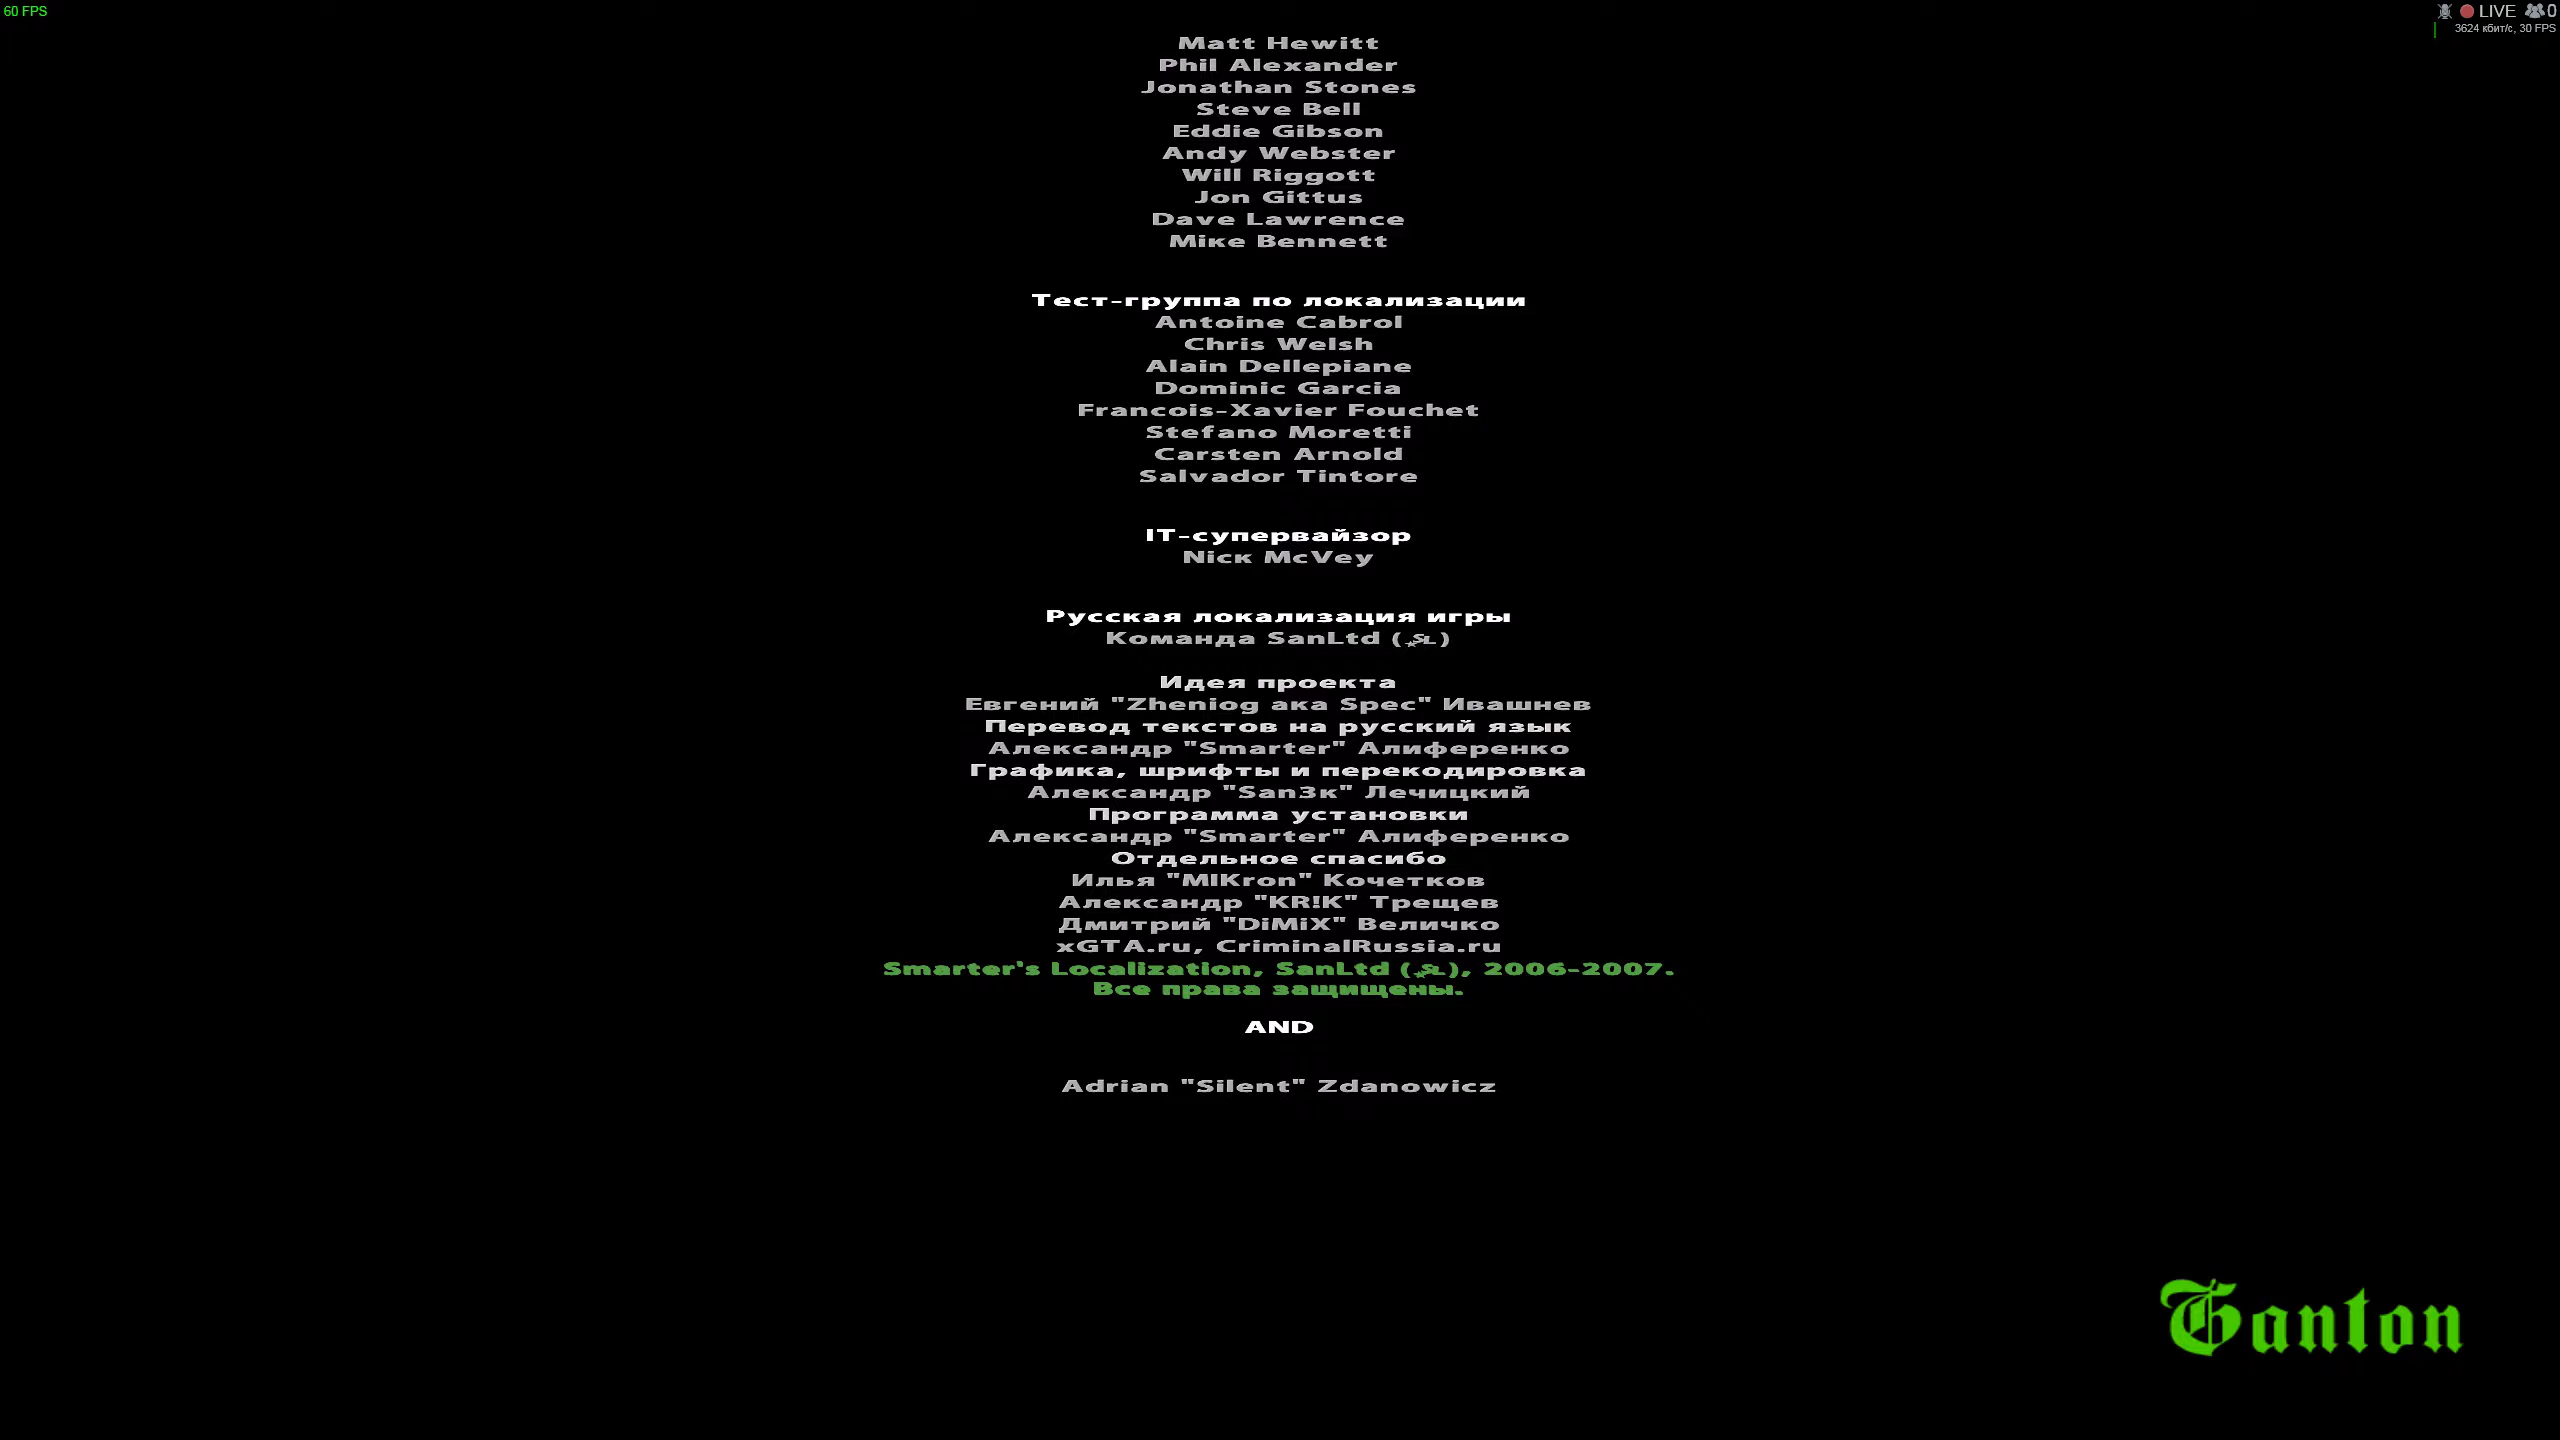 60 FPS
LIVE 0
3624 кбит/с, 30 FPS
Matt Hewitt
Phil Alexander
Jonathan Stones
Steve Bell
Eddie Gibson
Andy Webster
Will Riggott
Jon Gittus
Dave Lawrence
Miкe Bennett
Тест-группа по локализации
Antoine Cabrol
Chris Welsh
Alain Dellepiane
Dominic Garcia
Francois-Xavier Fouchet
Stefano Moretti
Carsten Arnold
Salvador Tintore
IT-супервайзор
Niск McVey
Русская локализация игры
Команда SanLtd (SL)
Идея проекта
Евгений "Zheniog aка Spec" Ивашнев
Перевод текстов на русский язык
Александр "Smarter" Алиференко
Графика, шрифты и перекодировка
Александр "San3к" Лечицкий
Программа установки
Александр "Smarter" Алиференко
Отдельное спасибо
Илья "MIKron" Кочетков
Александр "KR!K" Трещев
Дмитрий "DiMiX" Величко
xGTA.ru, CriminalRussia.ru
Smarter's Localization, SanLtd (SL), 2006-2007.
Все права защищены.
AND
Adrian "Silent" Zdanowicz
Ganton